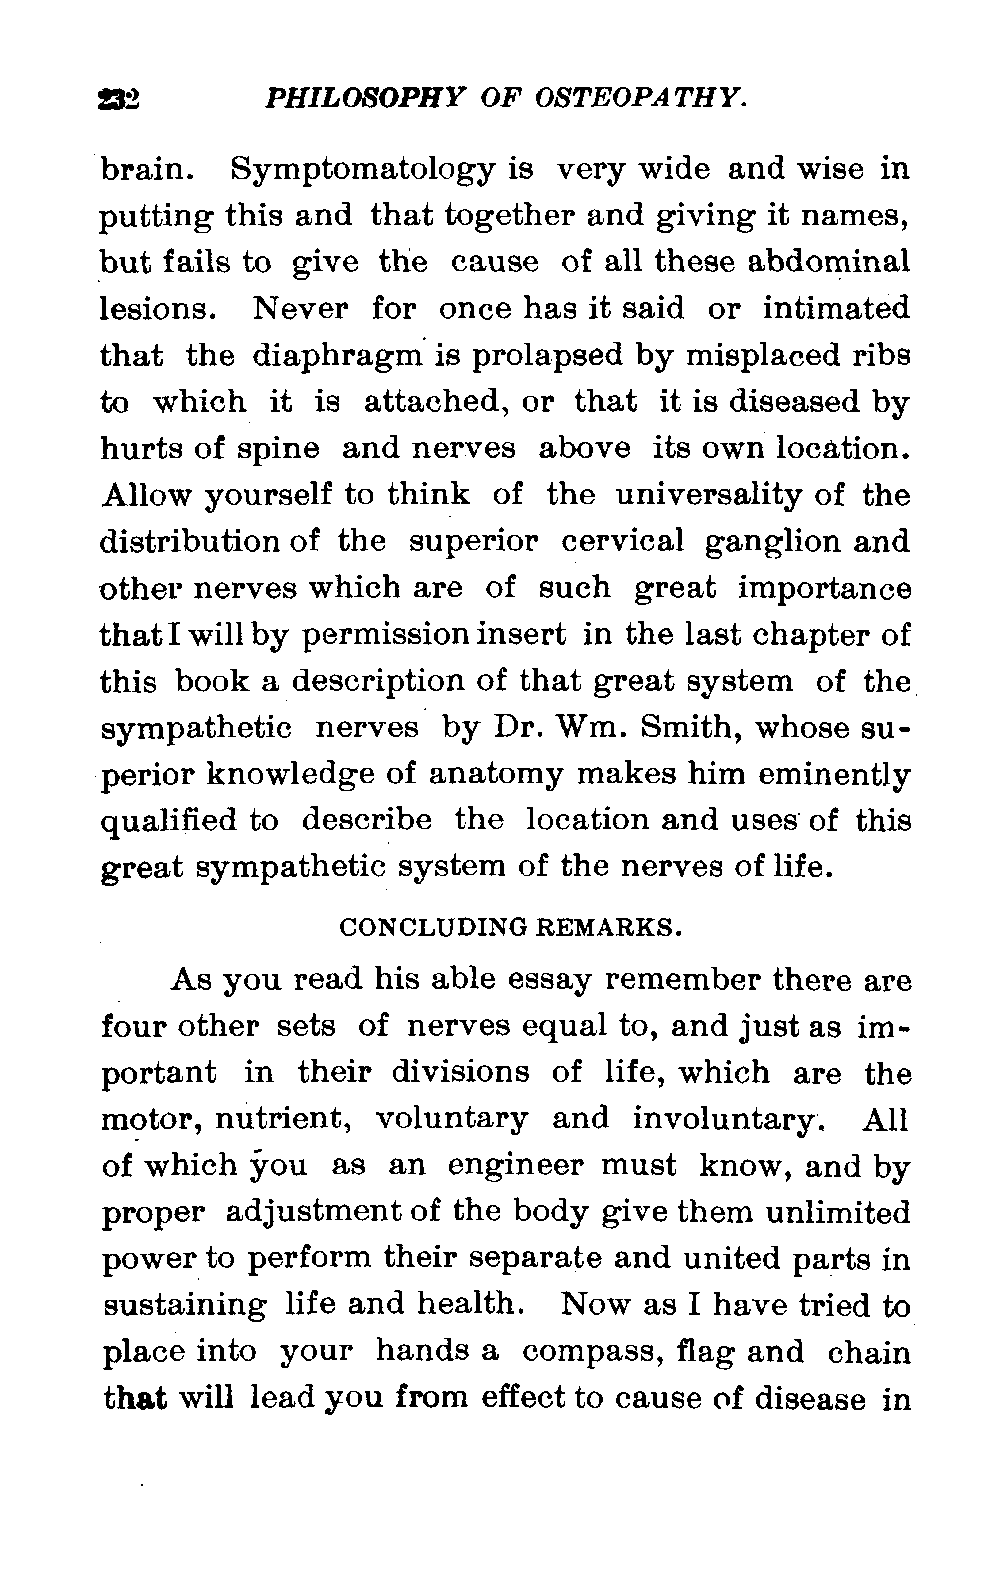 232 PHILOSOPHY OF OSTEOPATHY.
brain. Symptomatology is very wide and wise in
putting this and that together and giving it names,
but fails to give the cause of all these abdominal
lesions. Never for once has it said or intimated
that the diaphragm is prolapsed by misplaced ribs
to which it is attached, or that it is diseased by
hurts of spine and nerves above its own location.
Allow yourself to think of the universality of the
distribution of the superior cervical ganglion and
other nerves which are of such great importance
that I will by permission insert in the last chapter of
this book a description of that great system of the
sympathetic nerves by Dr. Wm. Smith, whose su-
perior knowledge of anatomy makes him eminently
qualified to describe the location and uses of this
great sympathetic system of the nerves of life.
CONCLUDING REMARKS.
As you read his able essay remember there are
four other sets of nerves equal to, and just as im-
portant in their divisions of life, which are the
motor, nutrient, voluntary and involuntary. All
of which you as an engineer must know, and by
proper adjustment of the body give them unlimited
power to perform their separate and united parts in
sustaining life and health. Now as I have tried to
place into your hands a compass, flag and chain
that will lead you from effect to cause of disease in